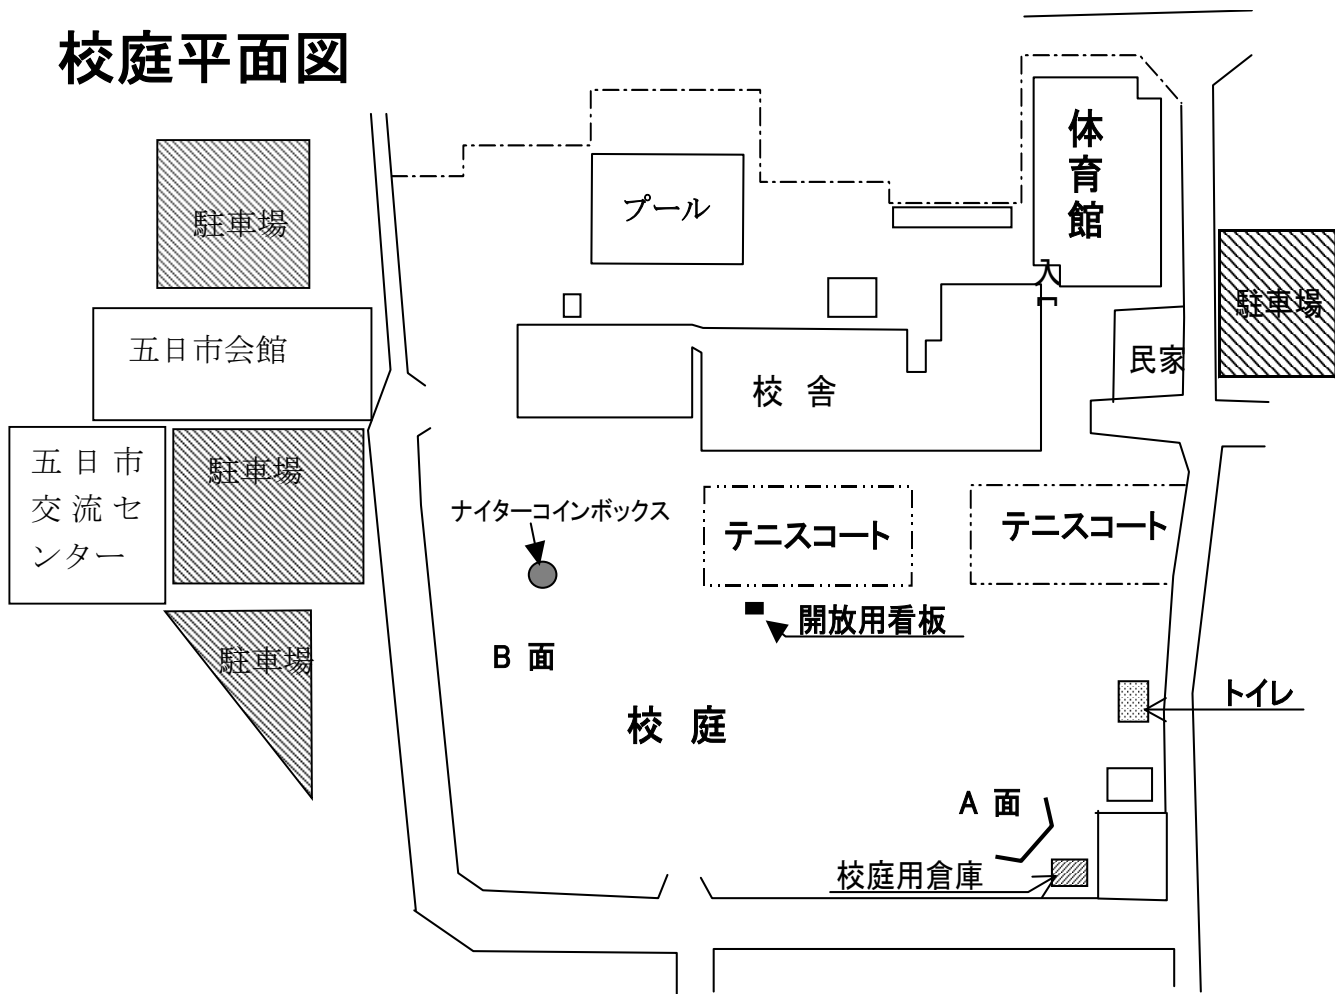 校庭平面図
体育館
駐車場
プール
入口
駐車場
五日市会館
民家
校 舎
五日市
交流セ
ンター
駐車場
ナイターコインボックス
テニスコート
テニスコート
開放用看板
B 面
駐車場
トイレ
校 庭
A 面
校庭用倉庫